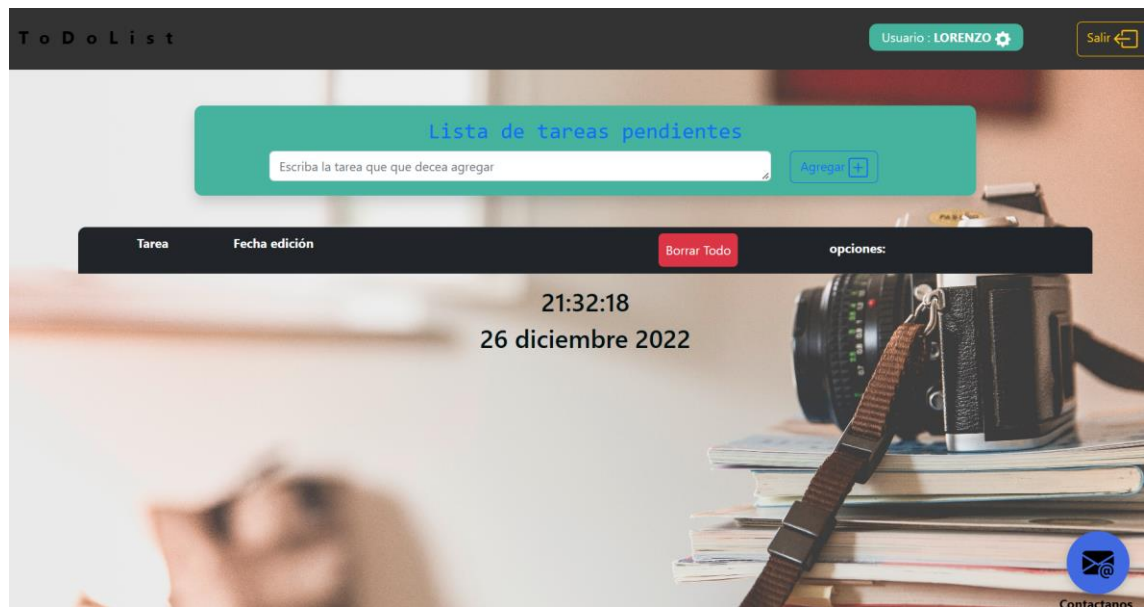 ToDoList
Usuario : LORENZO
Salir
Lista de tareas pendientes
Escriba la tarea que que decea agregar
Agregar
Tarea Fecha edición Borrar Todo opciones:
21:32:18
26 diciembre 2022
Contactanos